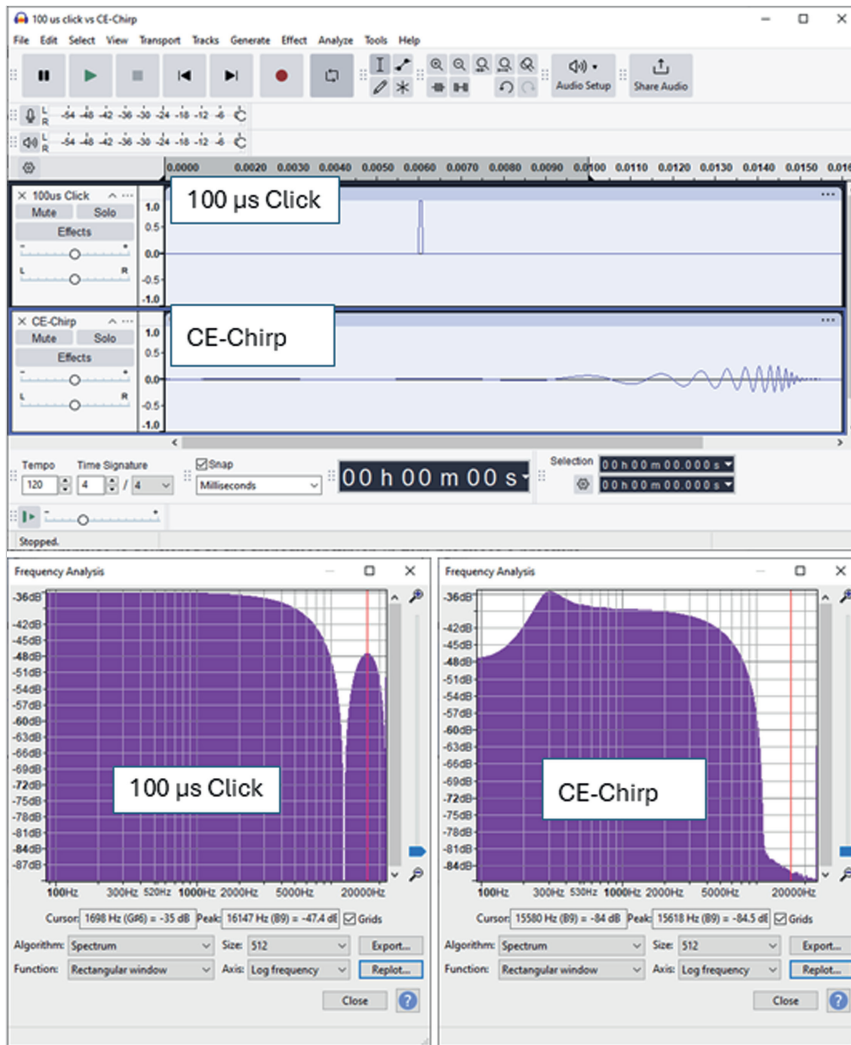 100 us click vs CE-Chirp
File Edit Select View Transport Tracks Generate Effect Analyze Tools Help
Audio Setup Share Audio
L R -54 -48 -42 -36 -30 -24 -18 -12 -6
L R -54 -48 -42 -36 -30 -24 -18 -12 -6
0.0000 0.0020 0.0030 0.0040 0.0050 0.0060 0.0070 0.0080 0.0090 0.0100 0.0110 0.0120 0.0130 0.0140 0.0150 0.016
100us Click
Mute Solo
Effects
- +
L R
1.0
0.5
0.0
-0.5
-1.0
100 µs Click
CE-Chirp
Mute Solo
Effects
- +
L R
1.0
0.5
0.0
-0.5
-1.0
CE-Chirp
Tempo Time Signature Snap Selection
120 4 / 4 Milliseconds 00 h 00 m 00 s 00 h 00 m 00.000 s
00 h 00 m 00.000 s
- +
Stopped.
Frequency Analysis
-36dB
-42dB
-45dB
-48dB
-51dB
-54dB
-57dB
-60dB
-63dB
-66dB
-69dB
-72dB
-75dB
-78dB
-81dB
-84dB
-87dB
100 µs Click
100Hz 300Hz 520Hz 1000Hz 2000Hz 5000Hz 20000Hz
Cursor: 1698 Hz (G#6) = -35 dB Peak: 16147 Hz (B9) = -47.4 dB Grids
Algorithm: Spectrum Size: 512 Export...
Function: Rectangular window Axis: Log frequency Replot...
Close ?
Frequency Analysis
-36dB
-42dB
-45dB
-48dB
-51dB
-54dB
-57dB
-60dB
-63dB
-66dB
-69dB
-72dB
-75dB
-78dB
-81dB
-84dB
CE-Chirp
100Hz 300Hz 530Hz 1000Hz 2000Hz 5000Hz 20000Hz
Cursor: 15580 Hz (B9) = -84 dB Peak: 15618 Hz (B9) = -84.5 dB Grids
Algorithm: Spectrum Size: 512 Export...
Function: Rectangular window Axis: Log frequency Replot...
Close ?